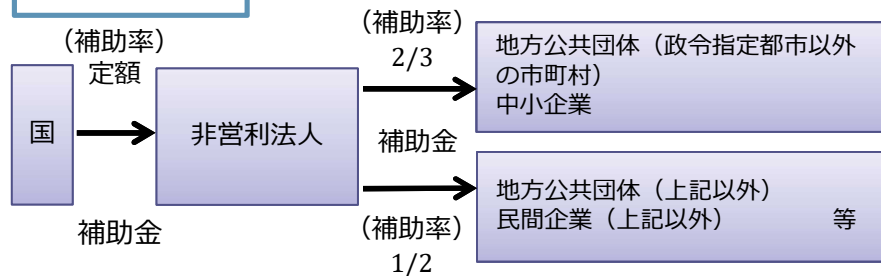 （補助率）
定額
国
補助金
非営利法人
（補助率）
2/3
補助金
（補助率）
1/2
地方公共団体（政令指定都市以外
の市町村）
中小企業
地方公共団体（上記以外）
民間企業（上記以外） 等